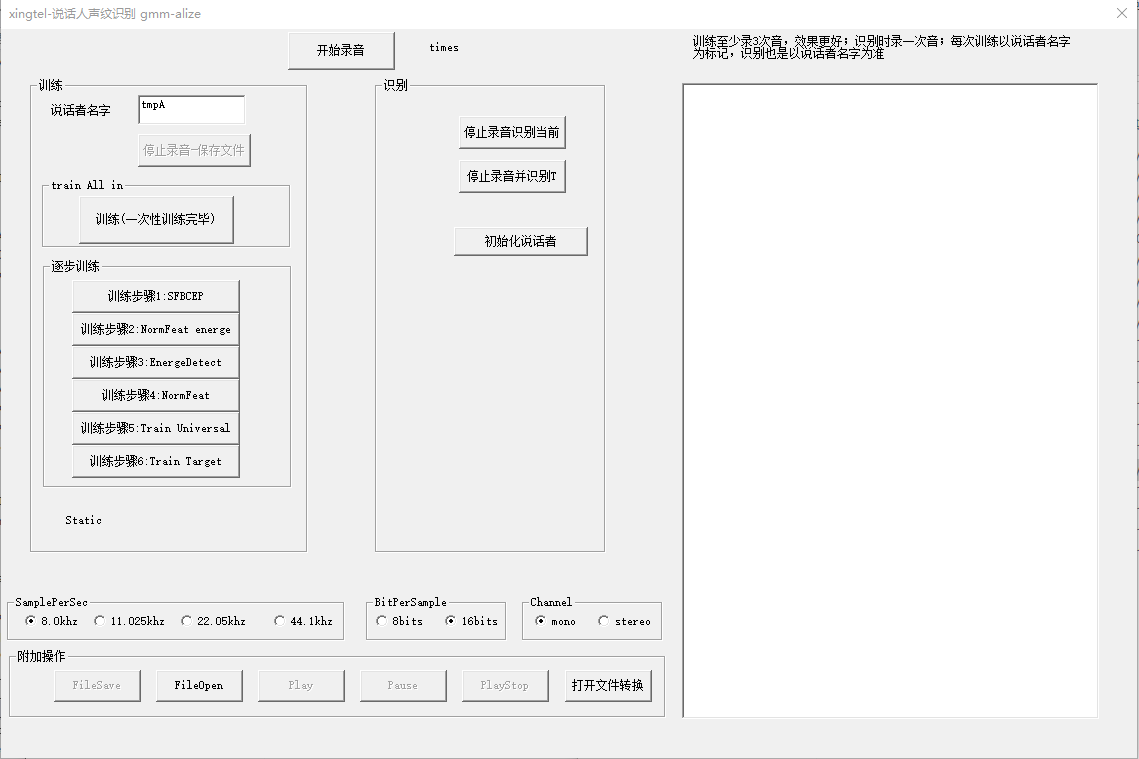 xingtel-说话人声纹识别 gmm-alize
开始录音
times
训练至少录3次音，效果更好；识别时录一次音；每次训练以说话者名字
为标记，识别也是以说话者名字为准
训练
说话者名字
tmpA
停止录音-保存文件
train All in
训练(一次性训练完毕)
逐步训练
训练步骤1:SFBCEP
训练步骤2:NormFeat energe
训练步骤3:EnergeDetect
训练步骤4:NormFeat
训练步骤5:Train Universal
训练步骤6:Train Target
Static
识别
停止录音识别当前
停止录音并识别T
初始化说话者
SamplePerSec
8.0khz 11.025khz 22.05khz 44.1khz
BitPerSample
8bits 16bits
Channel
mono stereo
附加操作
FileSave FileOpen Play Pause PlayStop 打开文件转换